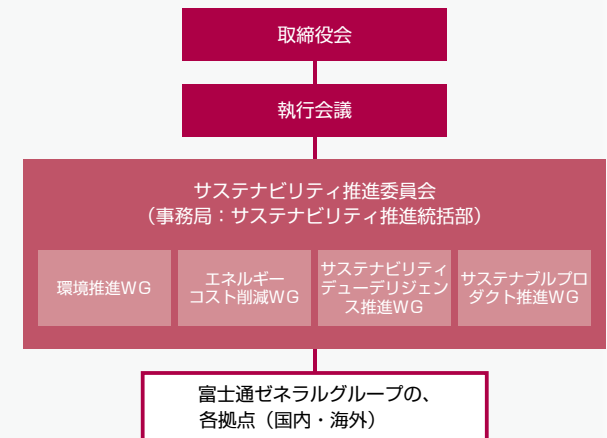 取締役会
執行会議
サステナビリティ推進委員会
（事務局：サステナビリティ推進統括部）
環境推進WG
エネルギー
コスト削減WG
サステナビリティ
デューデリジェン
ス推進WG
サステナブルプロ
ダクト推進WG
富士通ゼネラルグループの、
各拠点（国内・海外）